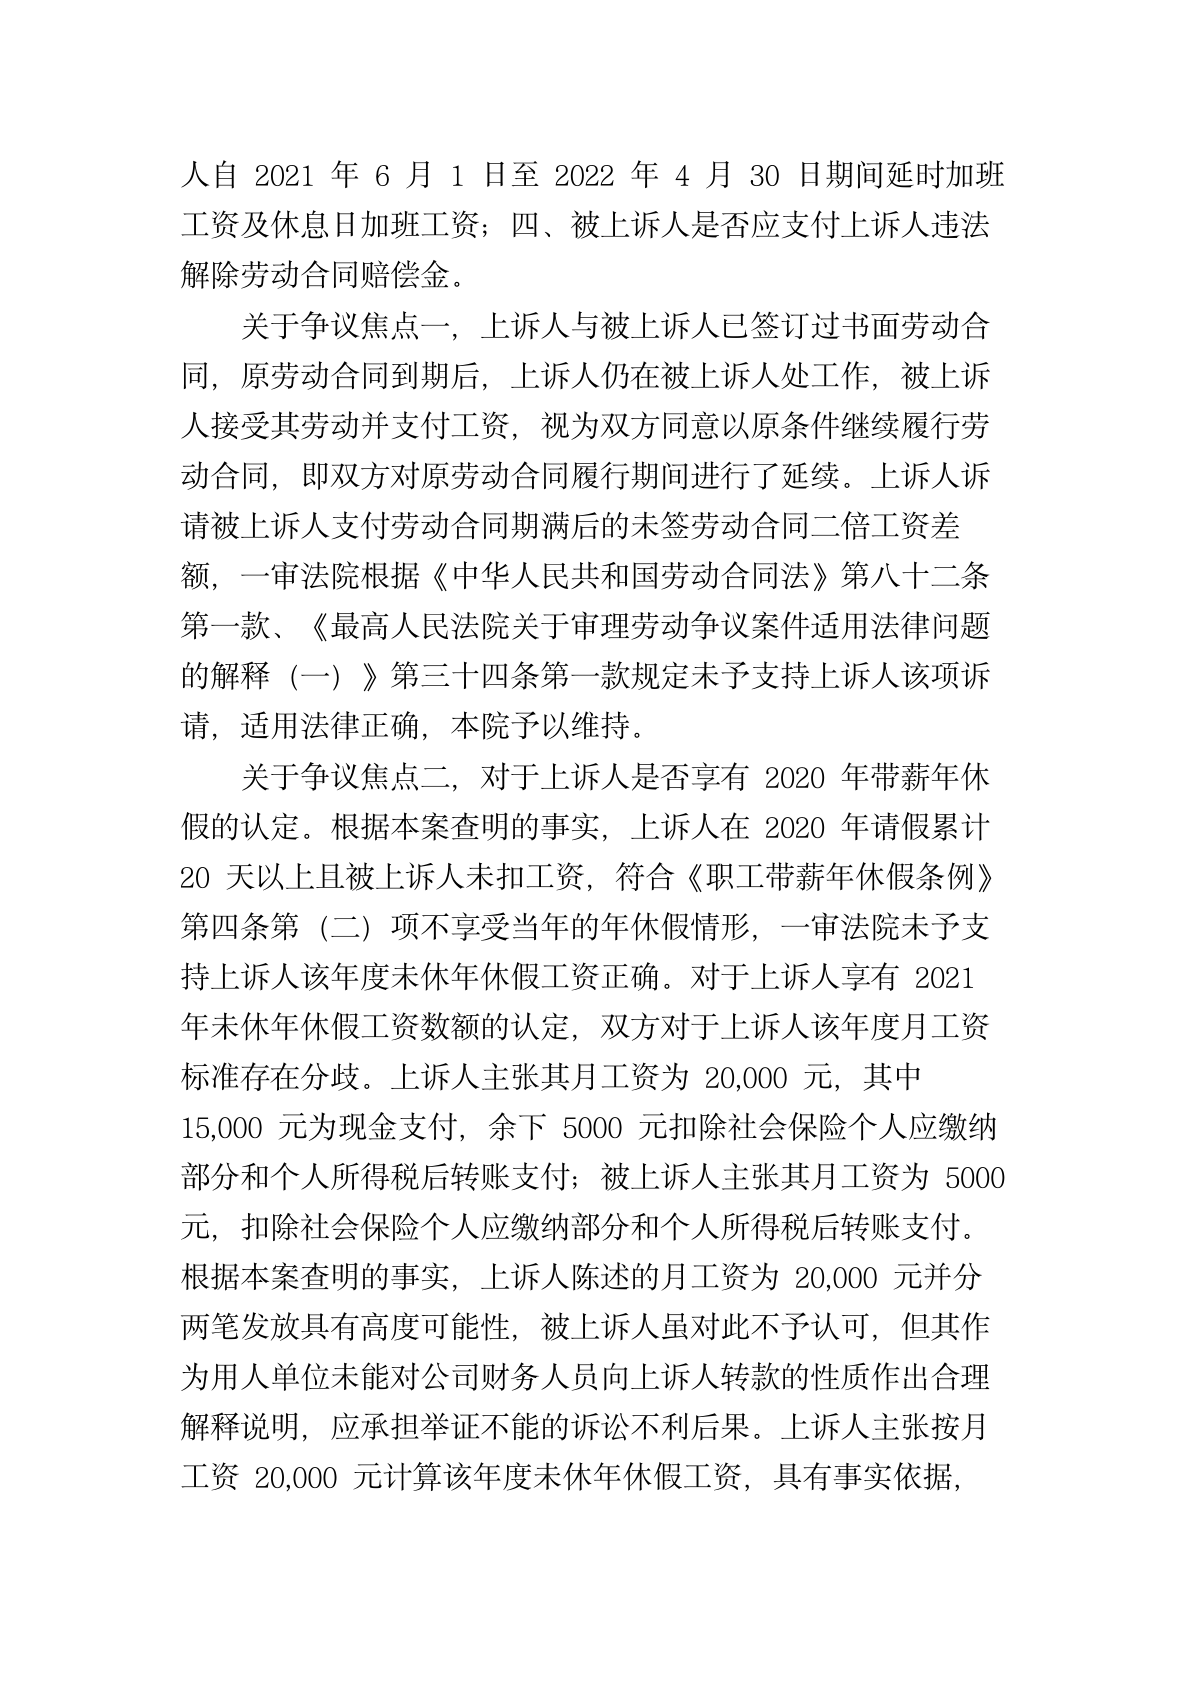 人自 2021 年 6 月 1 日至 2022 年 4 月 30 日期间延时加班
工资及休息日加班工资；四、被上诉人是否应支付上诉人违法
解除劳动合同赔偿金。
关于争议焦点一，上诉人与被上诉人已签订过书面劳动合
同，原劳动合同到期后，上诉人仍在被上诉人处工作，被上诉
人接受其劳动并支付工资，视为双方同意以原条件继续履行劳
动合同，即双方对原劳动合同履行期间进行了延续。上诉人诉
请被上诉人支付劳动合同期满后的未签劳动合同二倍工资差
额，一审法院根据《中华人民共和国劳动合同法》第八十二条
第一款、《最高人民法院关于审理劳动争议案件适用法律问题
的解释（一）》第三十四条第一款规定未予支持上诉人该项诉
请，适用法律正确，本院予以维持。
关于争议焦点二，对于上诉人是否享有 2020 年带薪年休
假的认定。根据本案查明的事实，上诉人在 2020 年请假累计
20 天以上且被上诉人未扣工资，符合《职工带薪年休假条例》
第四条第（二）项不享受当年的年休假情形，一审法院未予支
持上诉人该年度未休年休假工资正确。对于上诉人享有 2021
年未休年休假工资数额的认定，双方对于上诉人该年度月工资
标准存在分歧。上诉人主张其月工资为 20,000 元，其中
15,000 元为现金支付，余下 5000 元扣除社会保险个人应缴纳
部分和个人所得税后转账支付；被上诉人主张其月工资为 5000
元，扣除社会保险个人应缴纳部分和个人所得税后转账支付。
根据本案查明的事实，上诉人陈述的月工资为 20,000 元并分
两笔发放具有高度可能性，被上诉人虽对此不予认可，但其作
为用人单位未能对公司财务人员向上诉人转款的性质作出合理
解释说明，应承担举证不能的诉讼不利后果。上诉人主张按月
工资 20,000 元计算该年度未休年休假工资，具有事实依据，